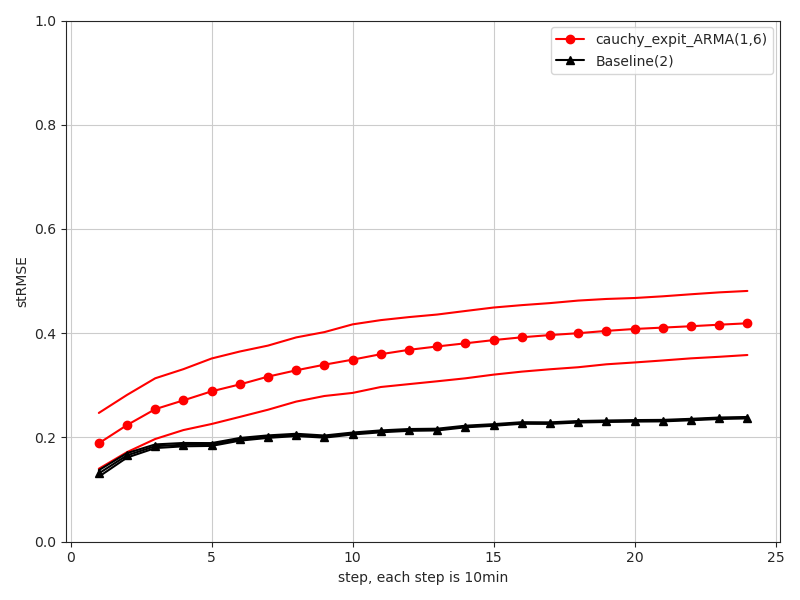 1.0
0.8
0.6
0.4
0.2
0.0
stRMSE
cauchy_expit_ARMA(1,6)
Baseline(2)
0 5 10 15 20 25
step, each step is 10min